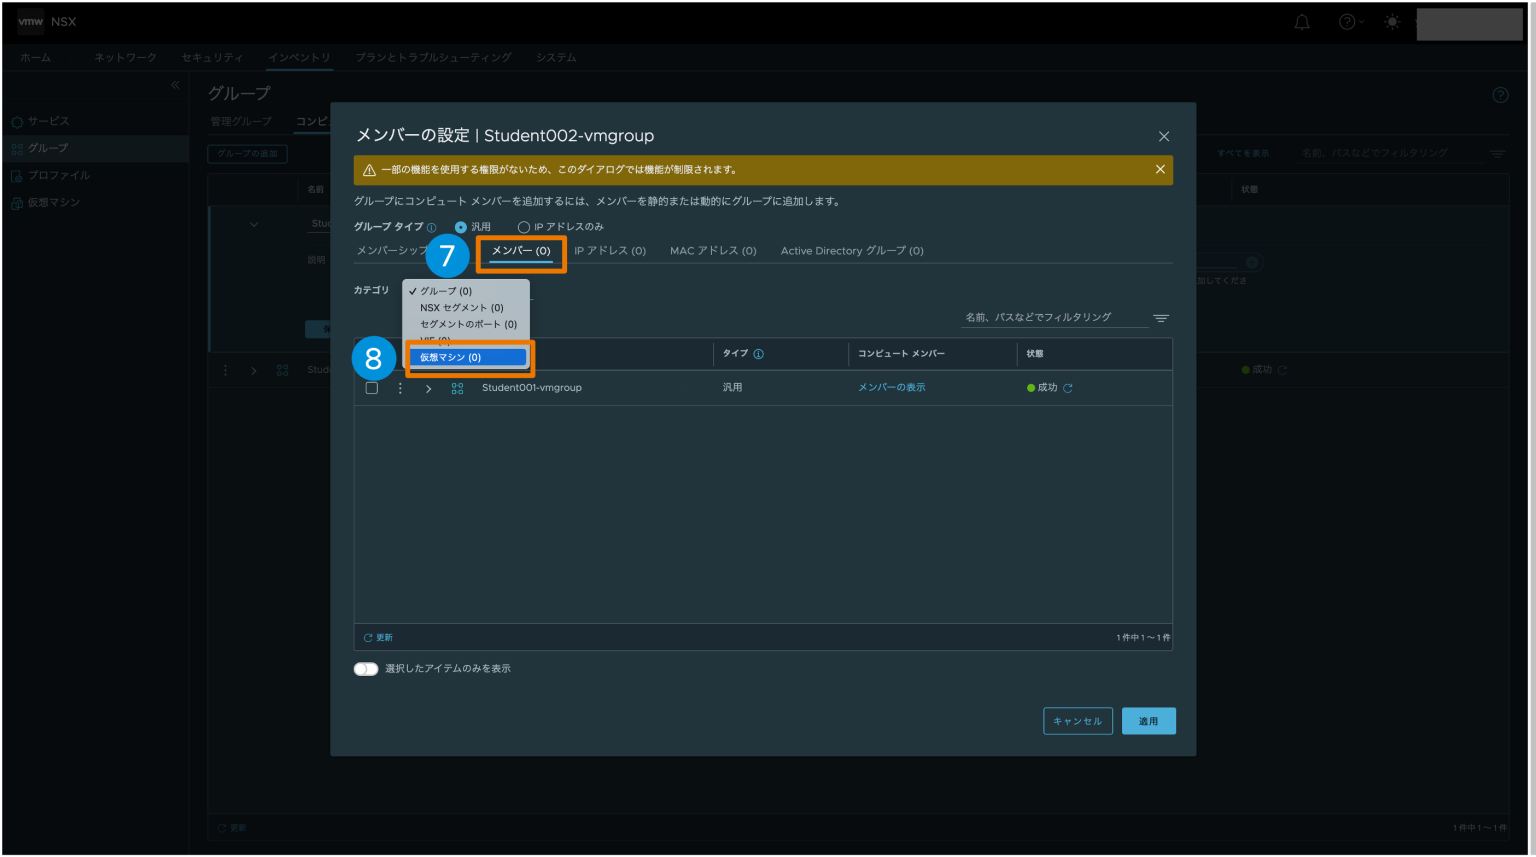 vmw NSX
ホーム ネットワーク セキュリティ インベントリ プランとトラブルシューティング システム
サービス
グループ
プロファイル
仮想マシン
グループ
管理グループ コンピ
グループの追加
すべてを表示 名前、パスなどでフィルタリング
名前 状態
Stu
説明
加してくださ
Stude
成功
更新
1 件中 1 ～ 1 件
メンバーの設定 | Student002-vmgroup
一部の機能を使用する権限がないため、このダイアログでは機能が制限されます。
グループにコンピュート メンバーを追加するには、メンバーを静的または動的にグループに追加します。
グループ タイプ 汎用 IP アドレスのみ
メンバーシップ 7 メンバー (0) IP アドレス (0) MAC アドレス (0) Active Directory グループ (0)
カテゴリ
✓ グループ (0)
NSX セグメント (0)
セグメントのポート (0)
VIF (0)
8 仮想マシン (0)
名前、パスなどでフィルタリング
タイプ コンピュート メンバー 状態
Student001-vmgroup 汎用 メンバーの表示 成功
更新 1 件中 1 ～ 1 件
選択したアイテムのみを表示
キャンセル 適用